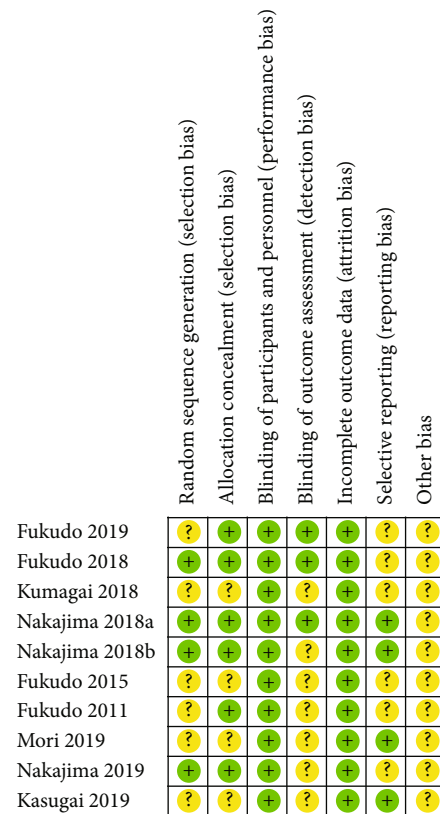 Random sequence generation (selection bias)
Allocation concealment (selection bias)
Blinding of participants and personnel (performance bias)
Blinding of outcome assessment (detection bias)
Incomplete outcome data (attrition bias)
Selective reporting (reporting bias)
Other bias
Fukudo 2019 ? + + + + ? ?
Fukudo 2018 + + + + + ? ?
Kumagai 2018 ? ? + ? + ? ?
Nakajima 2018a + + + + + + ?
Nakajima 2018b + + + ? + + ?
Fukudo 2015 ? ? + ? + ? ?
Fukudo 2011 ? + + ? + ? ?
Mori 2019 ? ? + ? + + ?
Nakajima 2019 + + + ? + ? ?
Kasugai 2019 ? ? + ? + + ?